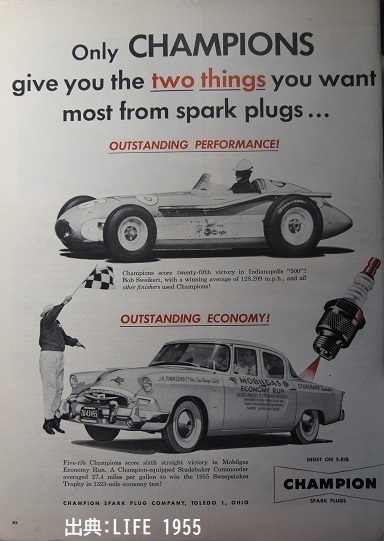 Only CHAMPIONS
give you the two things you want
most from spark plugs...
OUTSTANDING PERFORMANCE!
Champions score twenty-fifth victory in Indianapolis "500"!
Bob Sweikert, with a winning average of 128.209 m.p.h., and all
other finishers used Champions!
OUTSTANDING ECONOMY!
MOBILGAS
ECONOMY RUN
Five-rib Champions score sixth straight victory in Mobilgas
Economy Run. A Champion-equipped Studebaker Commander
averaged 27.4 miles per gallon to win the 1955 Sweepstakes
Trophy in 1323-mile economy test!
INSIST ON 5-RIB
CHAMPION
SPARK PLUGS
CHAMPION SPARK PLUG COMPANY, TOLEDO 1, OHIO
出典:LIFE 1955